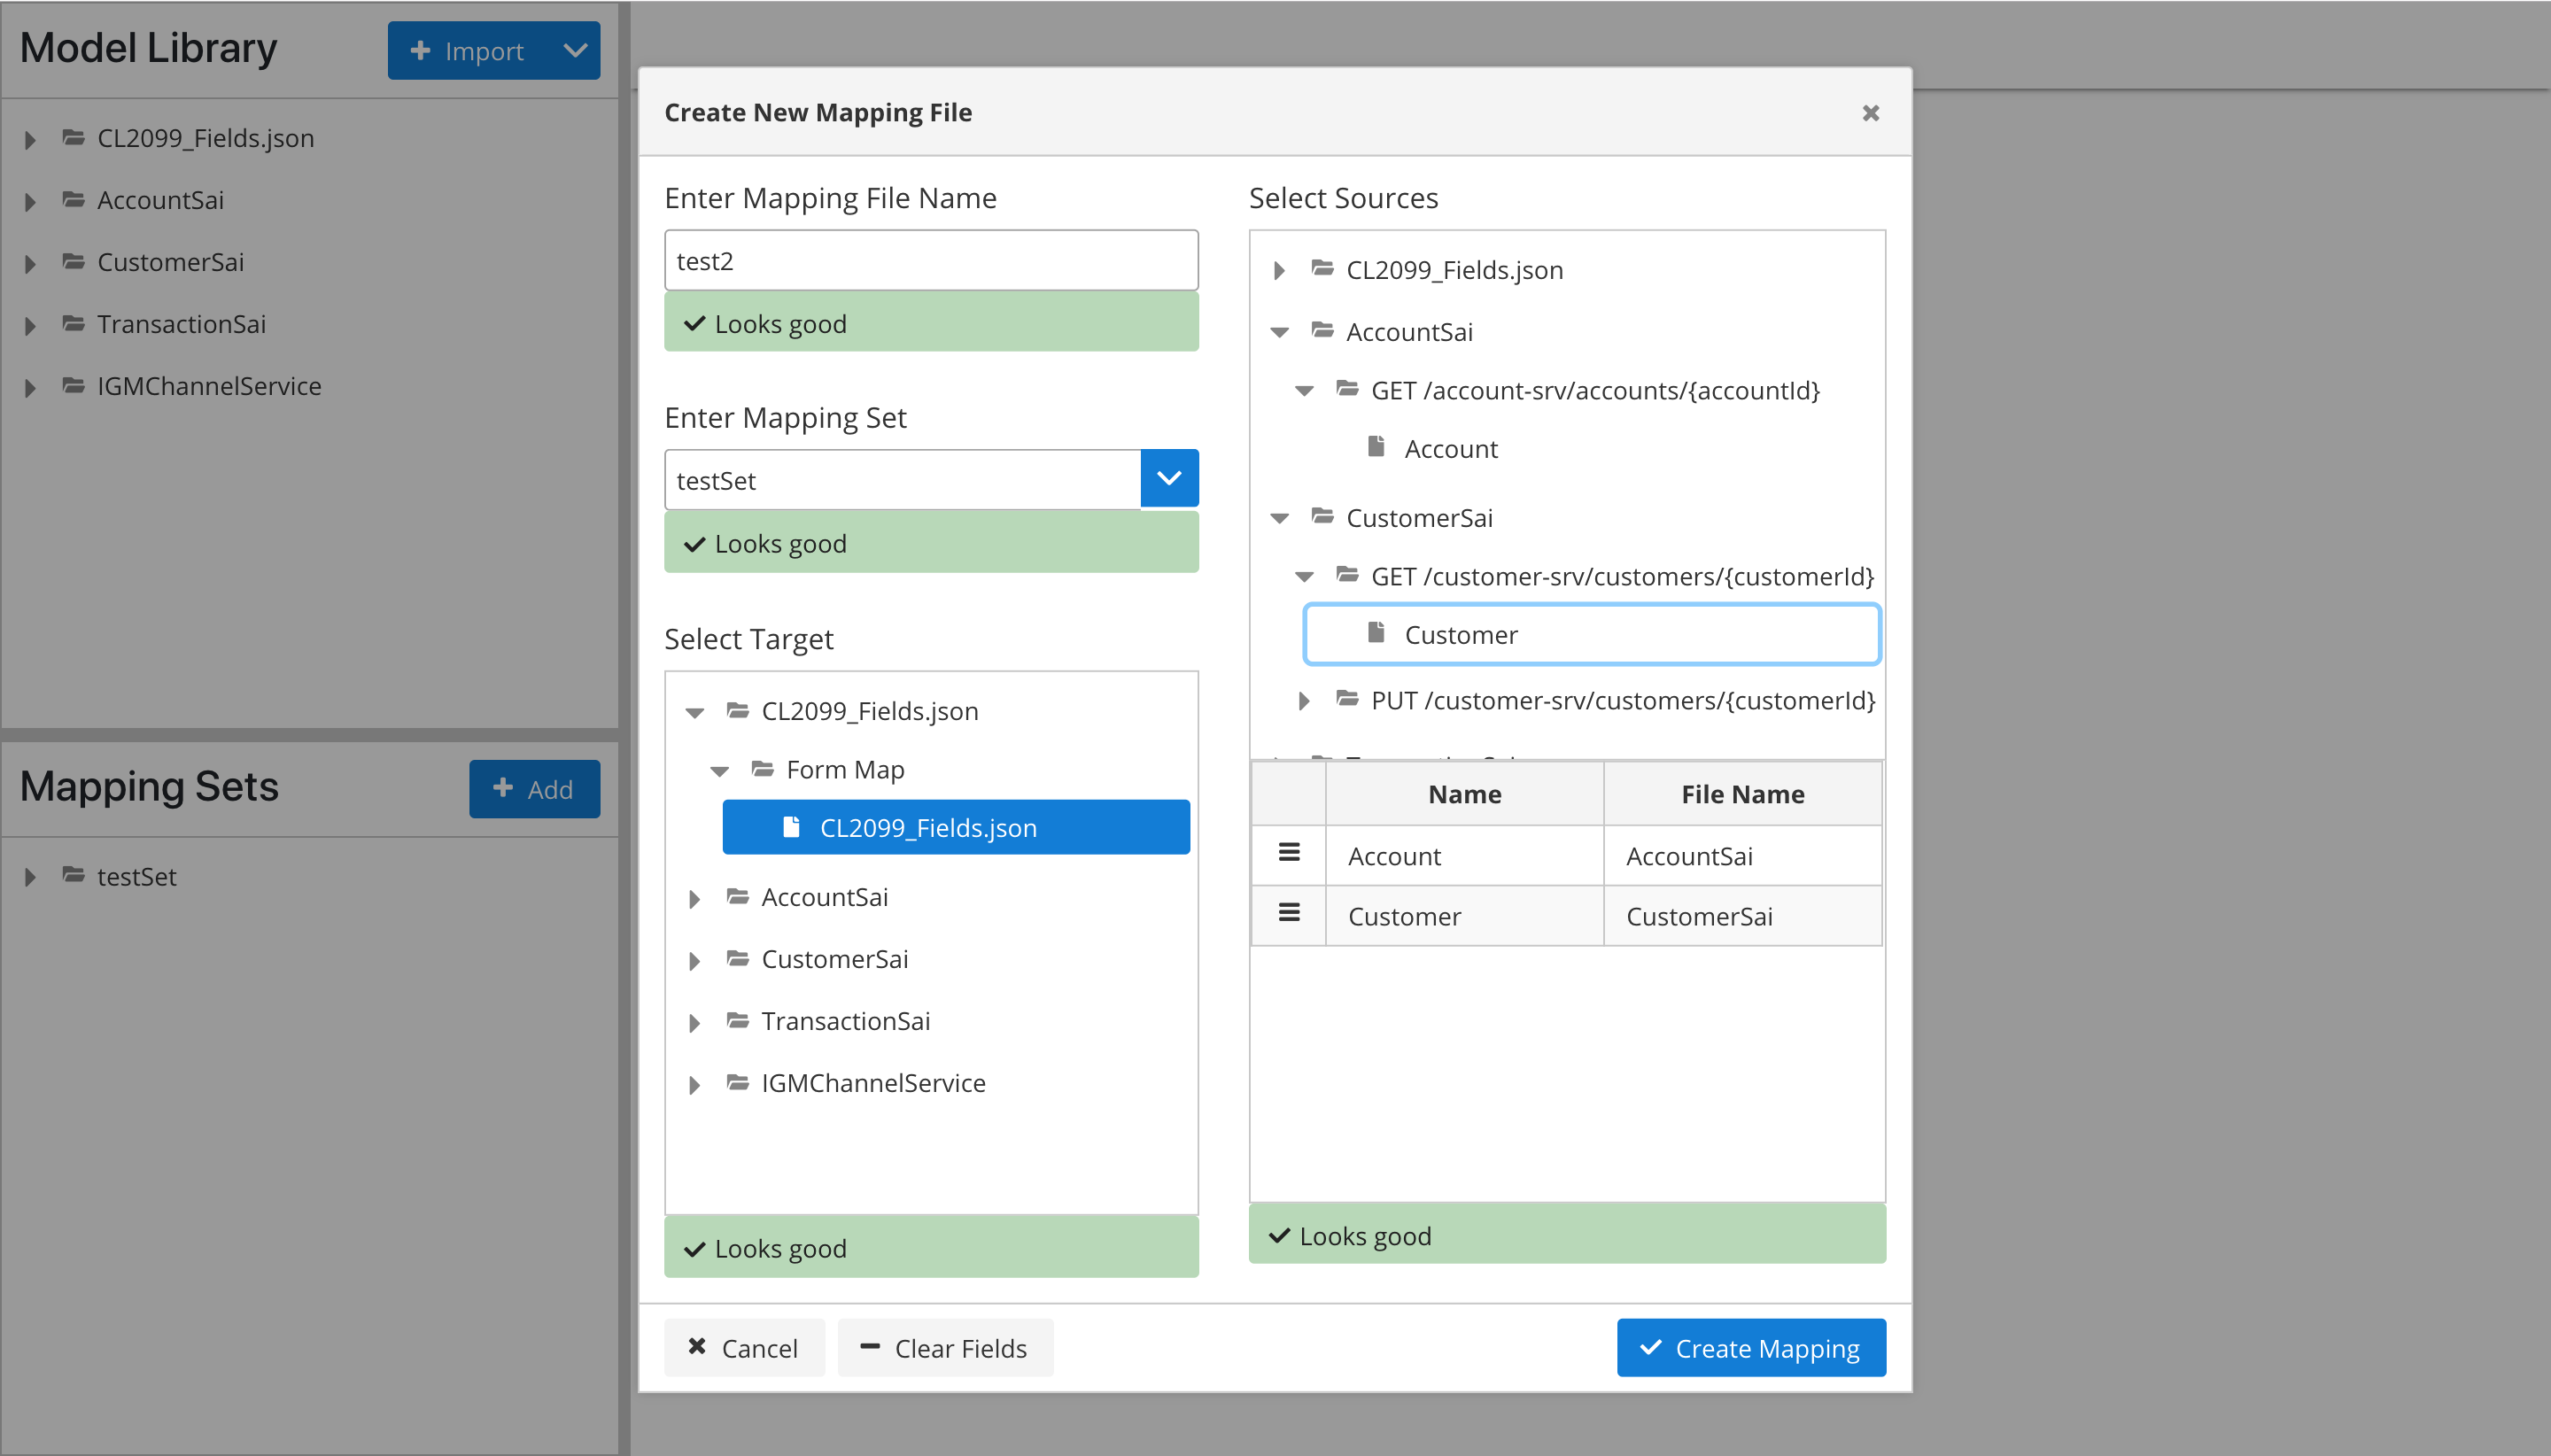 Model Library
Import
CL2099_Fields.json
AccountSai
CustomerSai
TransactionSai
IGMChannelService
Mapping Sets
Add
testSet
Create New Mapping File
Enter Mapping File Name
test2
Looks good
Enter Mapping Set
testSet
Looks good
Select Target
CL2099_Fields.json
Form Map
CL2099_Fields.json
AccountSai
CustomerSai
TransactionSai
IGMChannelService
Looks good
Select Sources
CL2099_Fields.json
AccountSai
GET /account-srv/accounts/{accountId}
Account
CustomerSai
GET /customer-srv/customers/{customerId}
Customer
PUT /customer-srv/customers/{customerId}
Name File Name
Account AccountSai
Customer CustomerSai
Looks good
Cancel
Clear Fields
Create Mapping